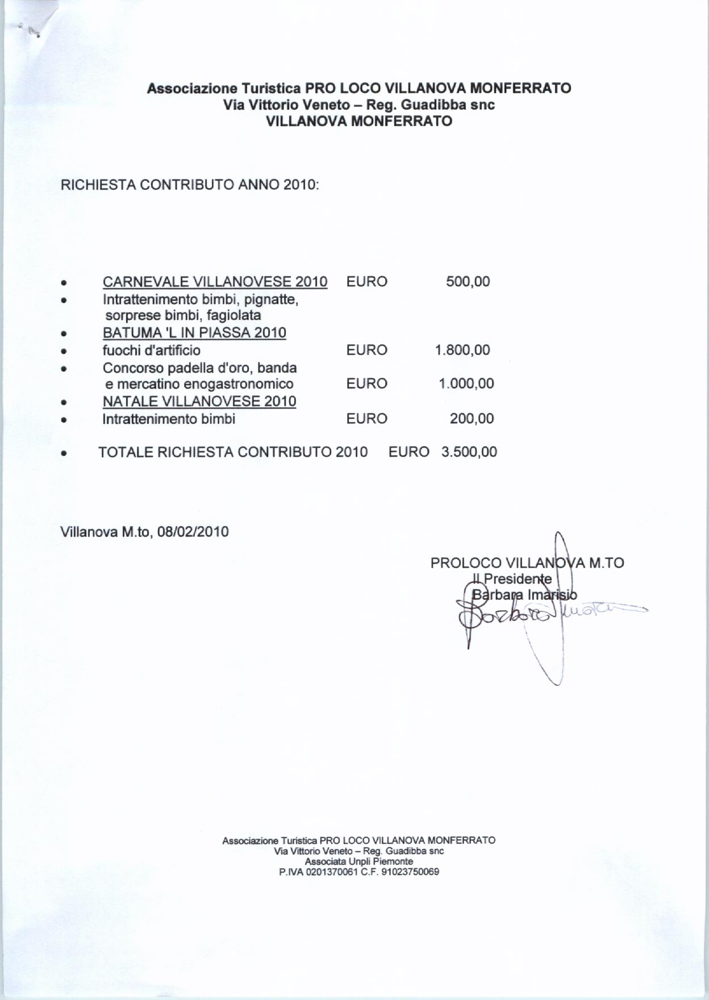 Associazione Turistica PRO LOCO VILLANOVA MONFERRATO
Via Vittorio Veneto – Reg. Guadibba snc
VILLANOVA MONFERRATO
RICHIESTA CONTRIBUTO ANNO 2010:
• CARNEVALE VILLANOVESE 2010 EURO 500,00
• Intrattenimento bimbi, pignatte,
sorprese bimbi, fagiolata
• BATUMA 'L IN PIASSA 2010
• fuochi d'artificio EURO 1.800,00
• Concorso padella d'oro, banda
e mercatino enogastronomico EURO 1.000,00
• NATALE VILLANOVESE 2010
• Intrattenimento bimbi EURO 200,00
• TOTALE RICHIESTA CONTRIBUTO 2010 EURO 3.500,00
Villanova M.to, 08/02/2010
PROLOCO VILLANOVA M.TO
Il Presidente
Barbara Imarisio
Barbara
Associazione Turistica PRO LOCO VILLANOVA MONFERRATO
Via Vittorio Veneto – Reg. Guadibba snc
Associata Unpli Piemonte
P.IVA 0201370061 C.F. 91023750069